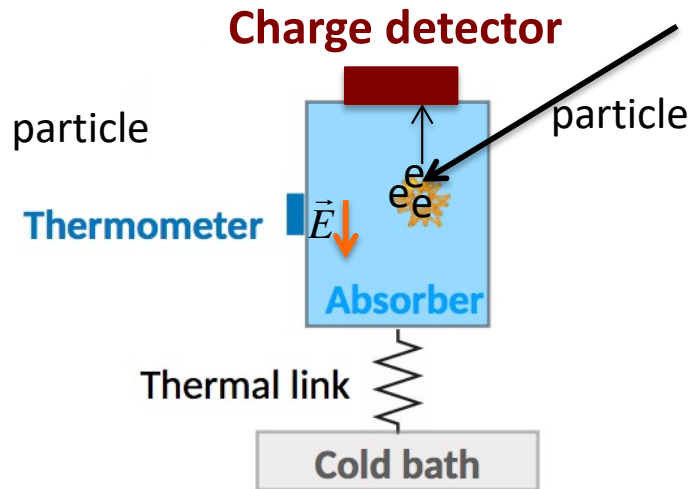 Charge detector
particle
particle
e
e
e
Thermometer
E⃗
Absorber
Thermal link
Cold bath